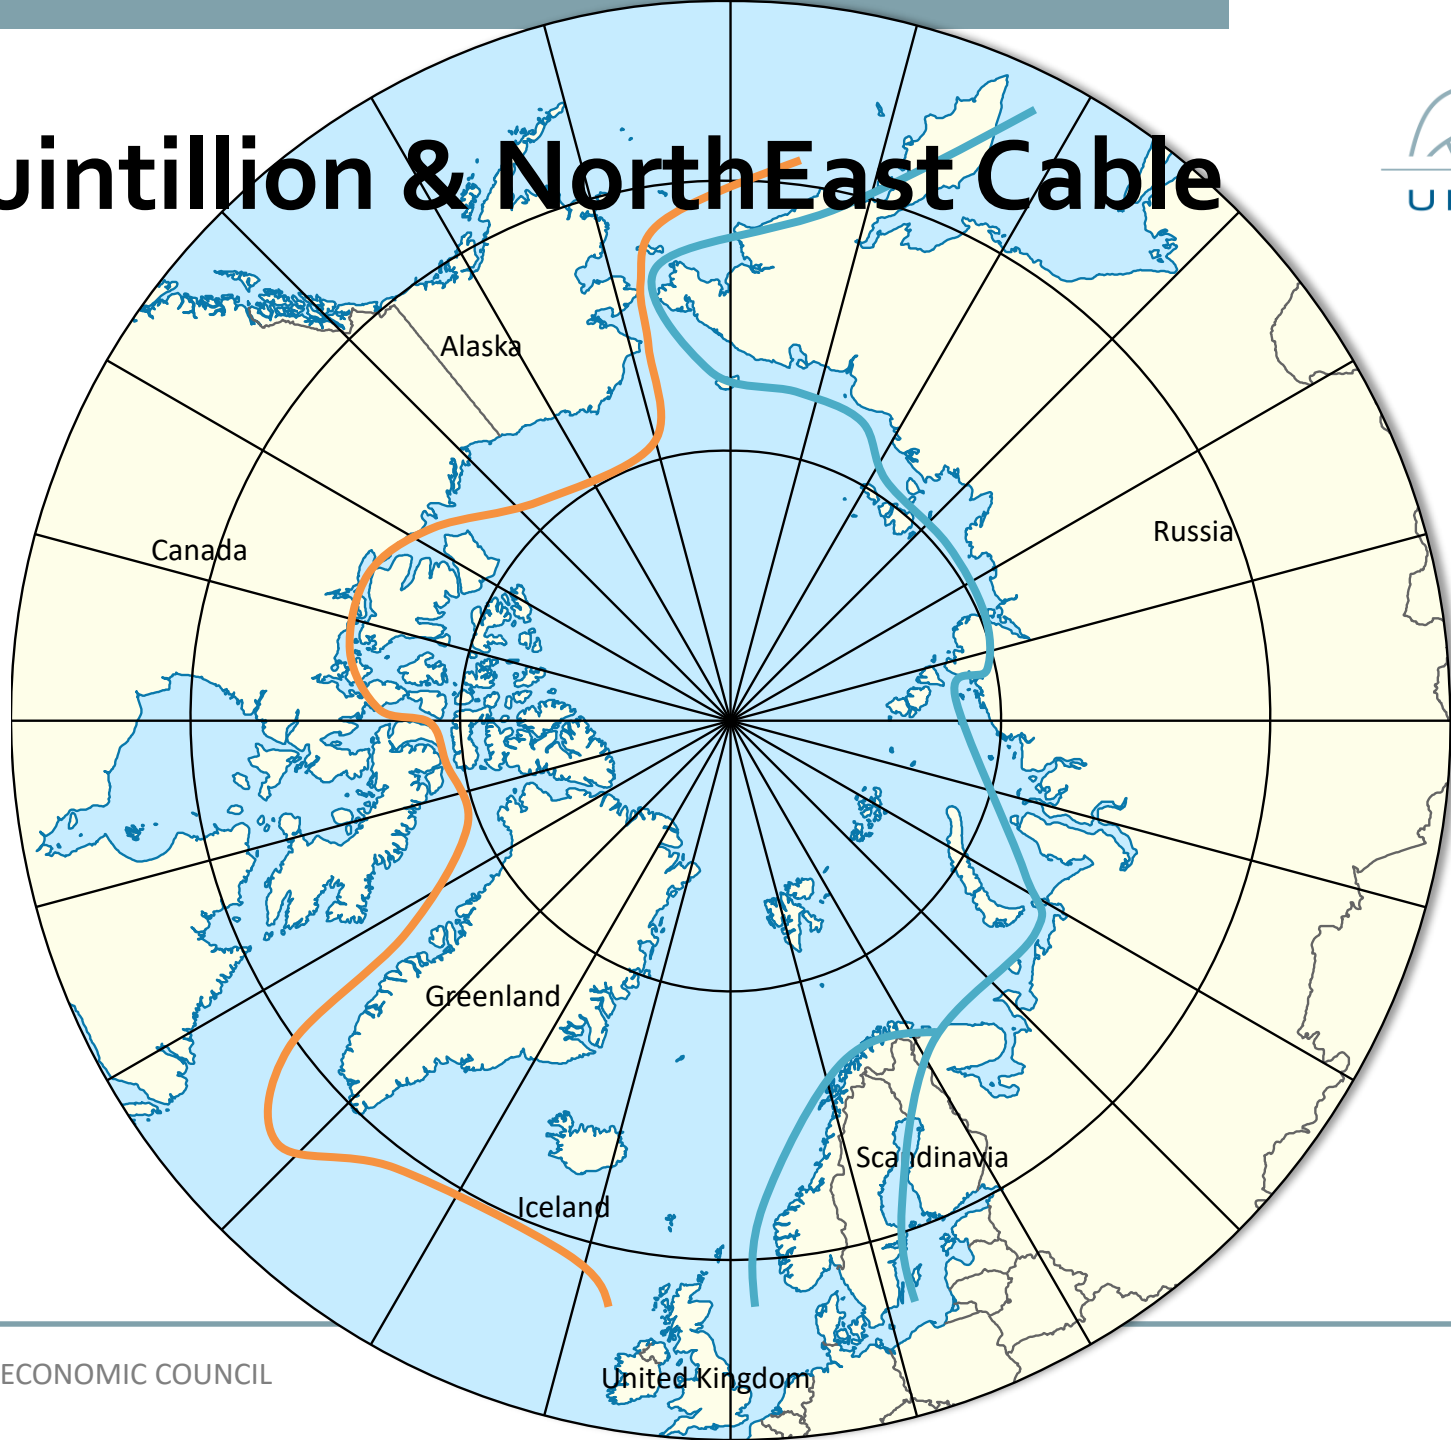 uintillion & NorthEast Cable
Alaska
Canada
Russia
Greenland
Scandinavia
Iceland
United Kingdom
ECONOMIC COUNCIL